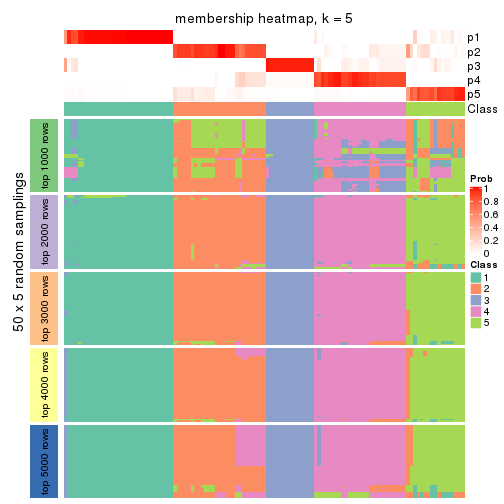 membership heatmap, k = 5
p1
p2
p3
p4
p5
Class
50 x 5 random samplings
top 1000 rows
top 2000 rows
top 3000 rows
top 4000 rows
top 5000 rows
Prob
1
0.8
0.6
0.4
0.2
0
Class
1
2
3
4
5